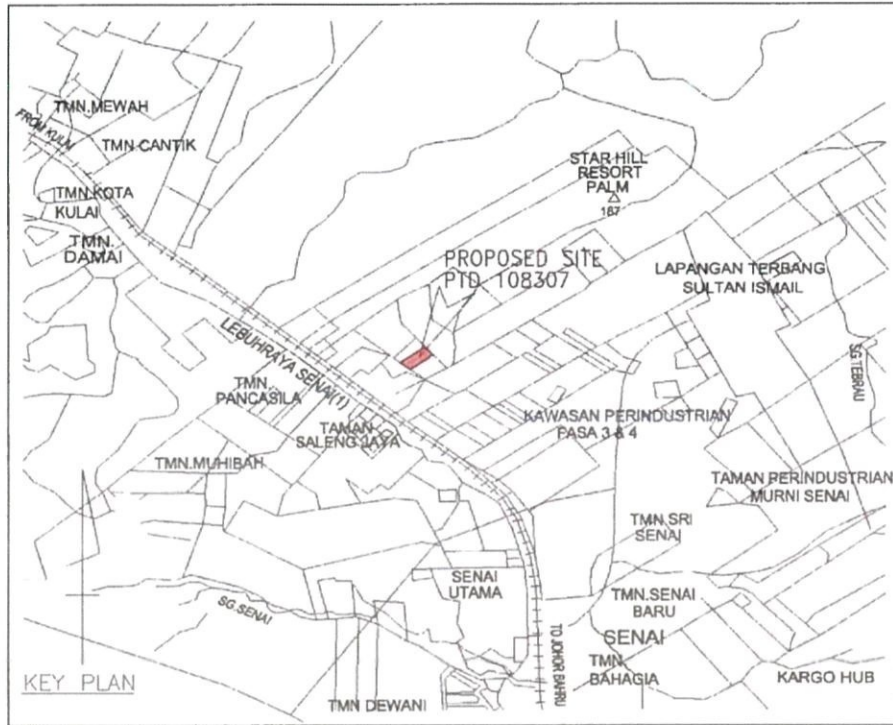 TMN.MEWAH
FROM KULAI
TMN CANTIK
TMN.KOTA
KULAI
TMN.
DAMAI
STAR HILL
RESORT
PALM
167
PROPOSED SITE
PTD 108307
LAPANGAN TERBANG
SULTAN ISMAIL
LEBUHRAYA SENAI(1)
SG.TEBRAU
TMN
PANCASILA
TAMAN
SALENG JAYA
KAWASAN PERINDUSTRIAN
FASA 3 & 4
TMN.MUHIBAH
TAMAN PERINDUSTRIAN
MURNI SENAI
TMN SRI
SENAI
SENAI
UTAMA
TMN.SENAI
BARU
SG.SENAI
SENAI
TO JOHOR BAHRU
TMN
BAHAGIA
KARGO HUB
KEY PLAN
TMN DEWANI